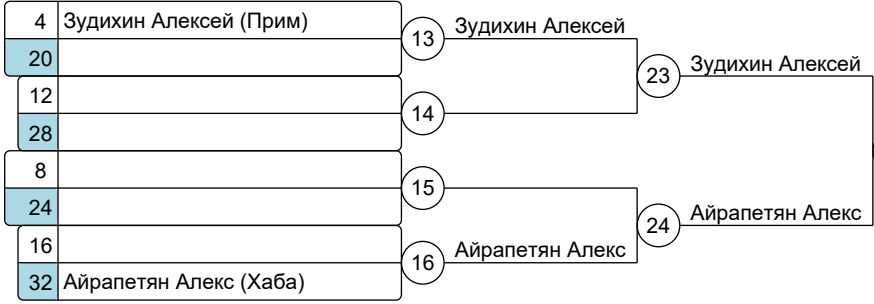 4 Зудихин Алексей (Прим)
13 Зудихин Алексей
20
23 Зудихин Алексей
12
14
28
8
15
24
24 Айрапетян Алекс
16
16 Айрапетян Алекс
32 Айрапетян Алекс (Хаба)